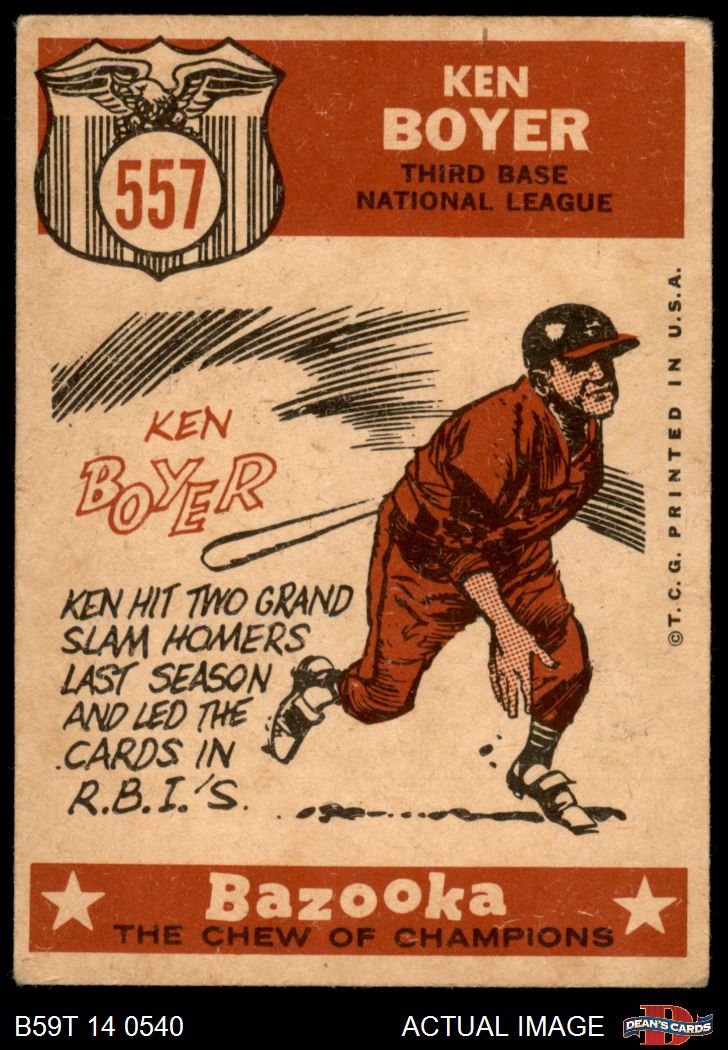 557
KEN
BOYER
THIRD BASE
NATIONAL LEAGUE
©T.C.G. PRINTED IN U.S.A.
KEN
BOYER
KEN HIT TWO GRAND
SLAM HOMERS
LAST SEASON
AND LED THE
CARDS IN
R.B.I.'S.
Bazooka
THE CHEW OF CHAMPIONS
B59T 14 0540
ACTUAL IMAGE
D
DEAN'S CARDS